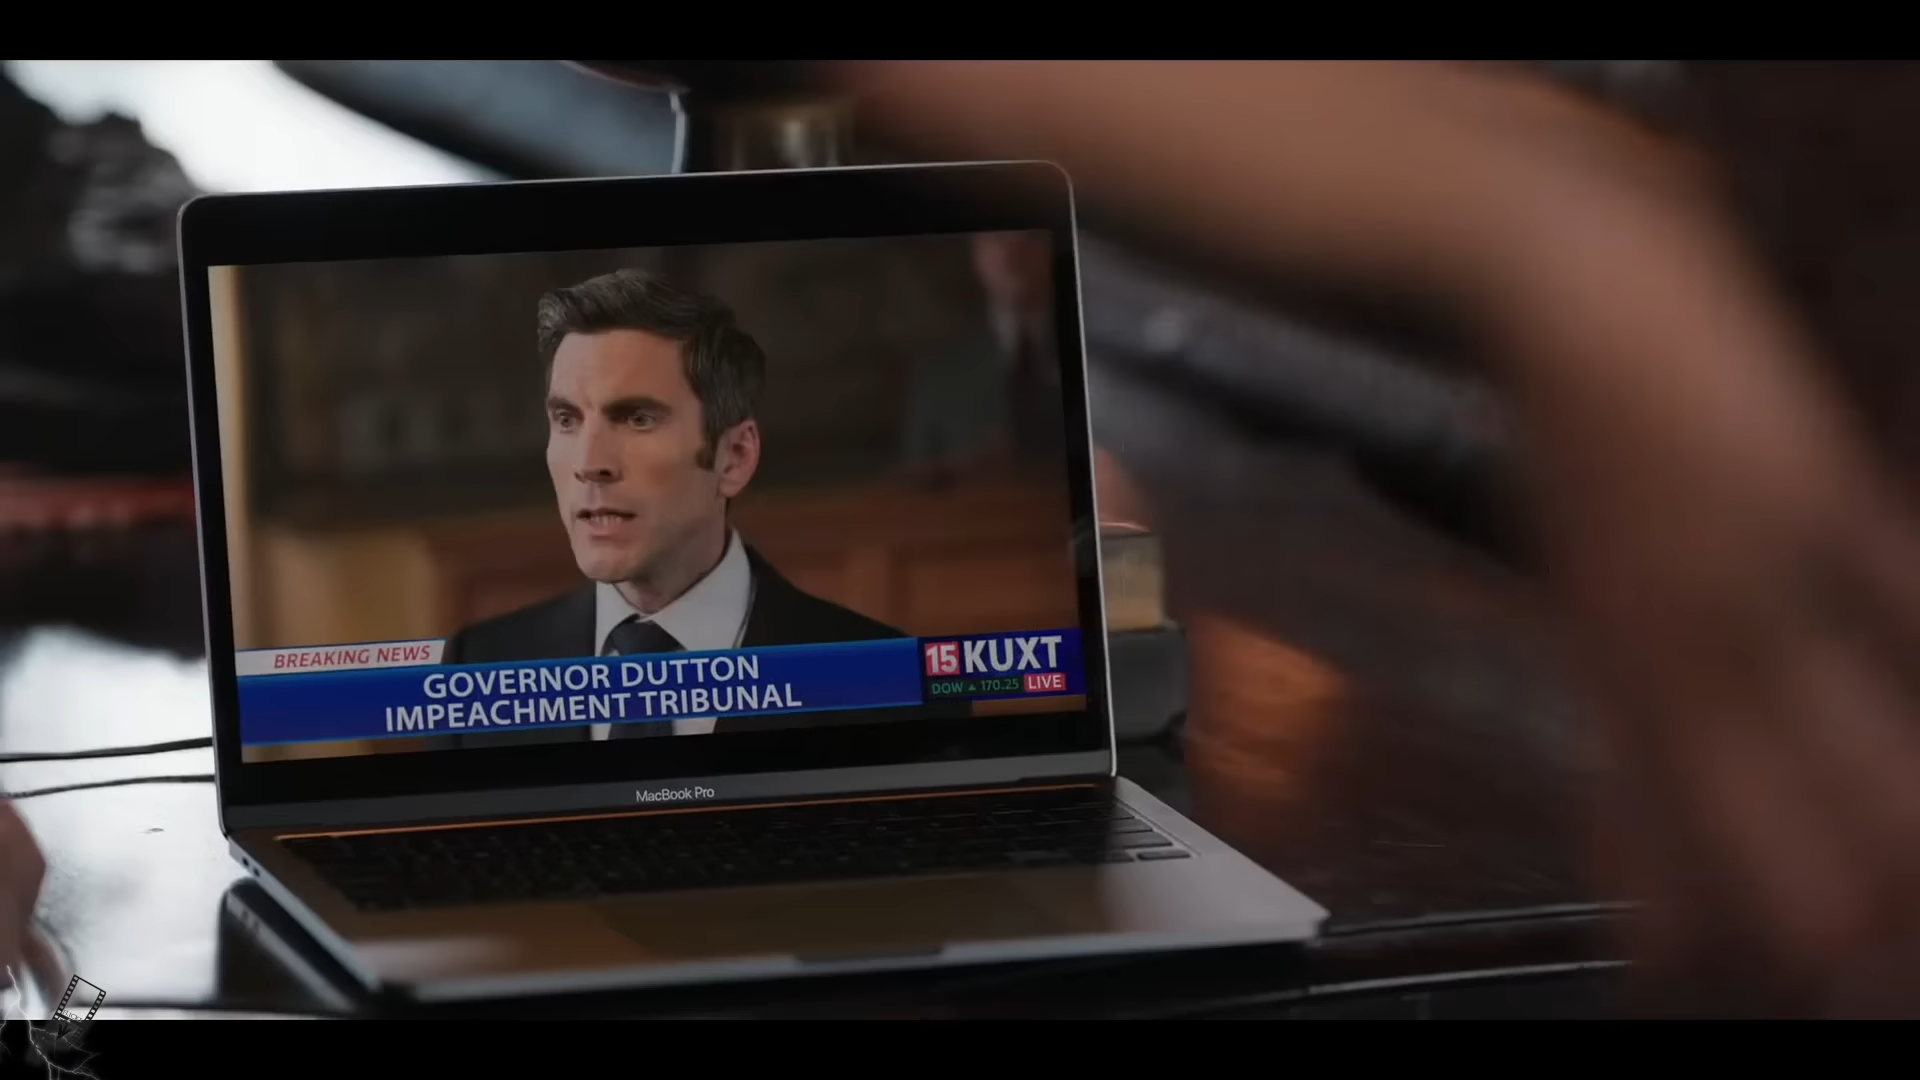 BREAKING NEWS
GOVERNOR DUTTON
IMPEACHMENT TRIBUNAL
15 KUXT
DOW ▲ 170.25 LIVE
MacBook Pro